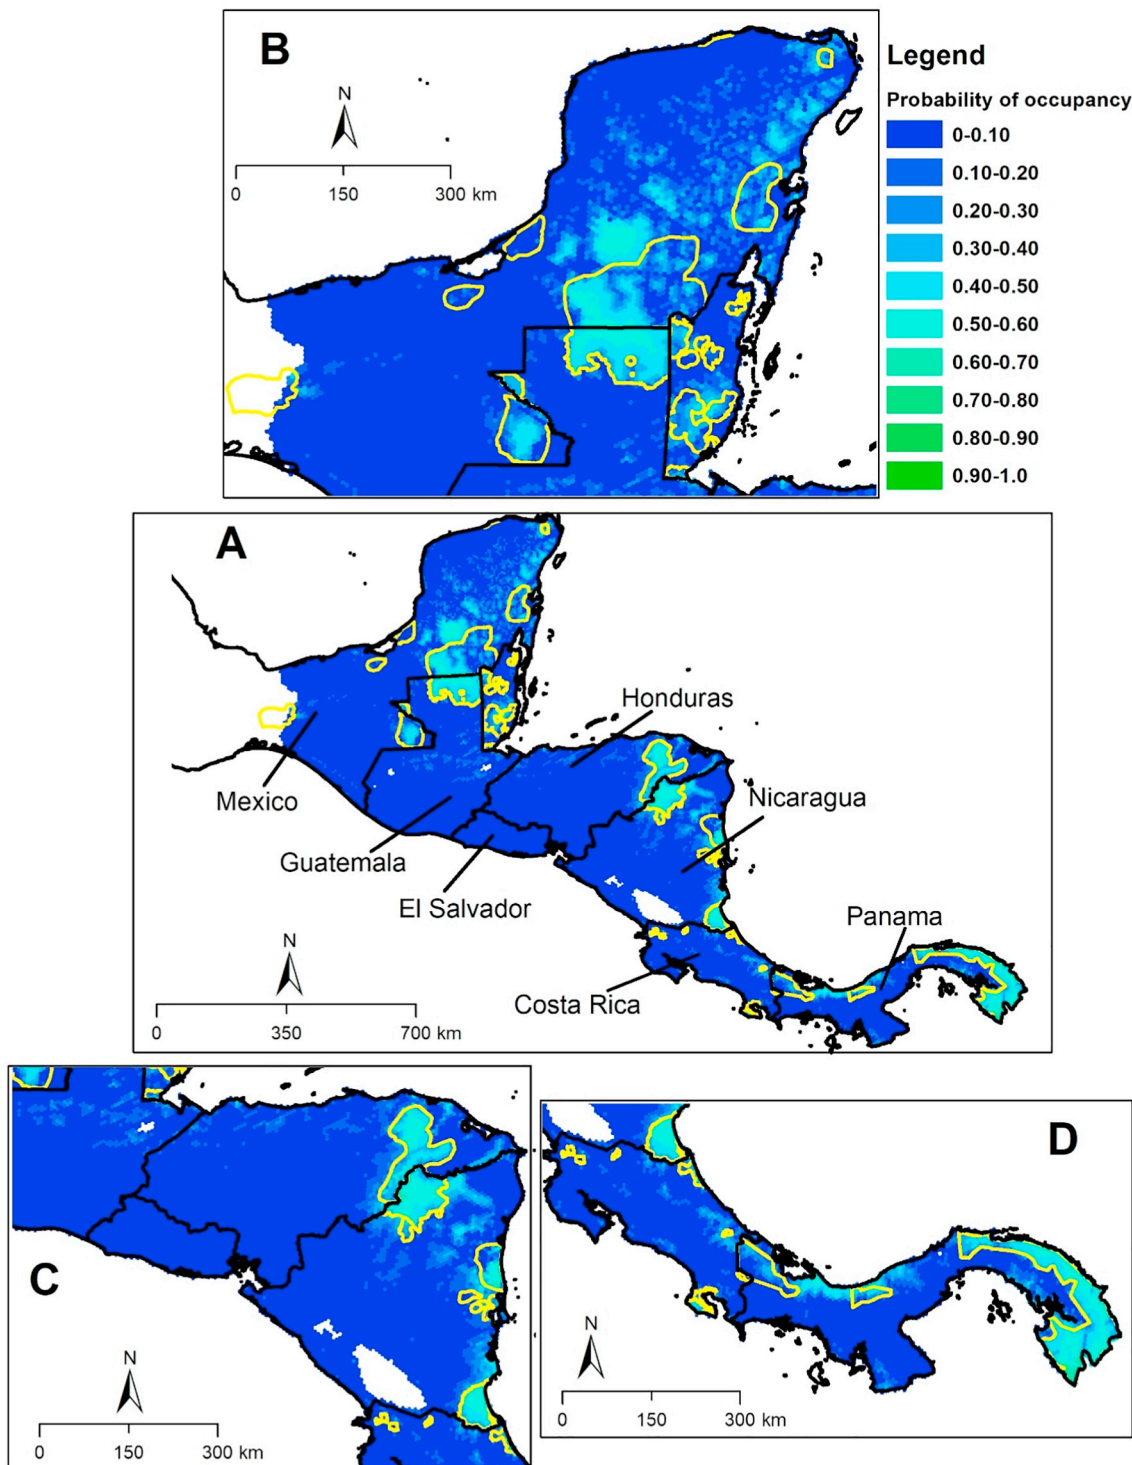 B
N
0 150 300 km
Legend
Probability of occupancy
0-0.10
0.10-0.20
0.20-0.30
0.30-0.40
0.40-0.50
0.50-0.60
0.60-0.70
0.70-0.80
0.80-0.90
0.90-1.0
A
Honduras
Mexico
Nicaragua
Guatemala
El Salvador
Panama
Costa Rica
N
0 350 700 km
C
N
0 150 300 km
D
N
0 150 300 km